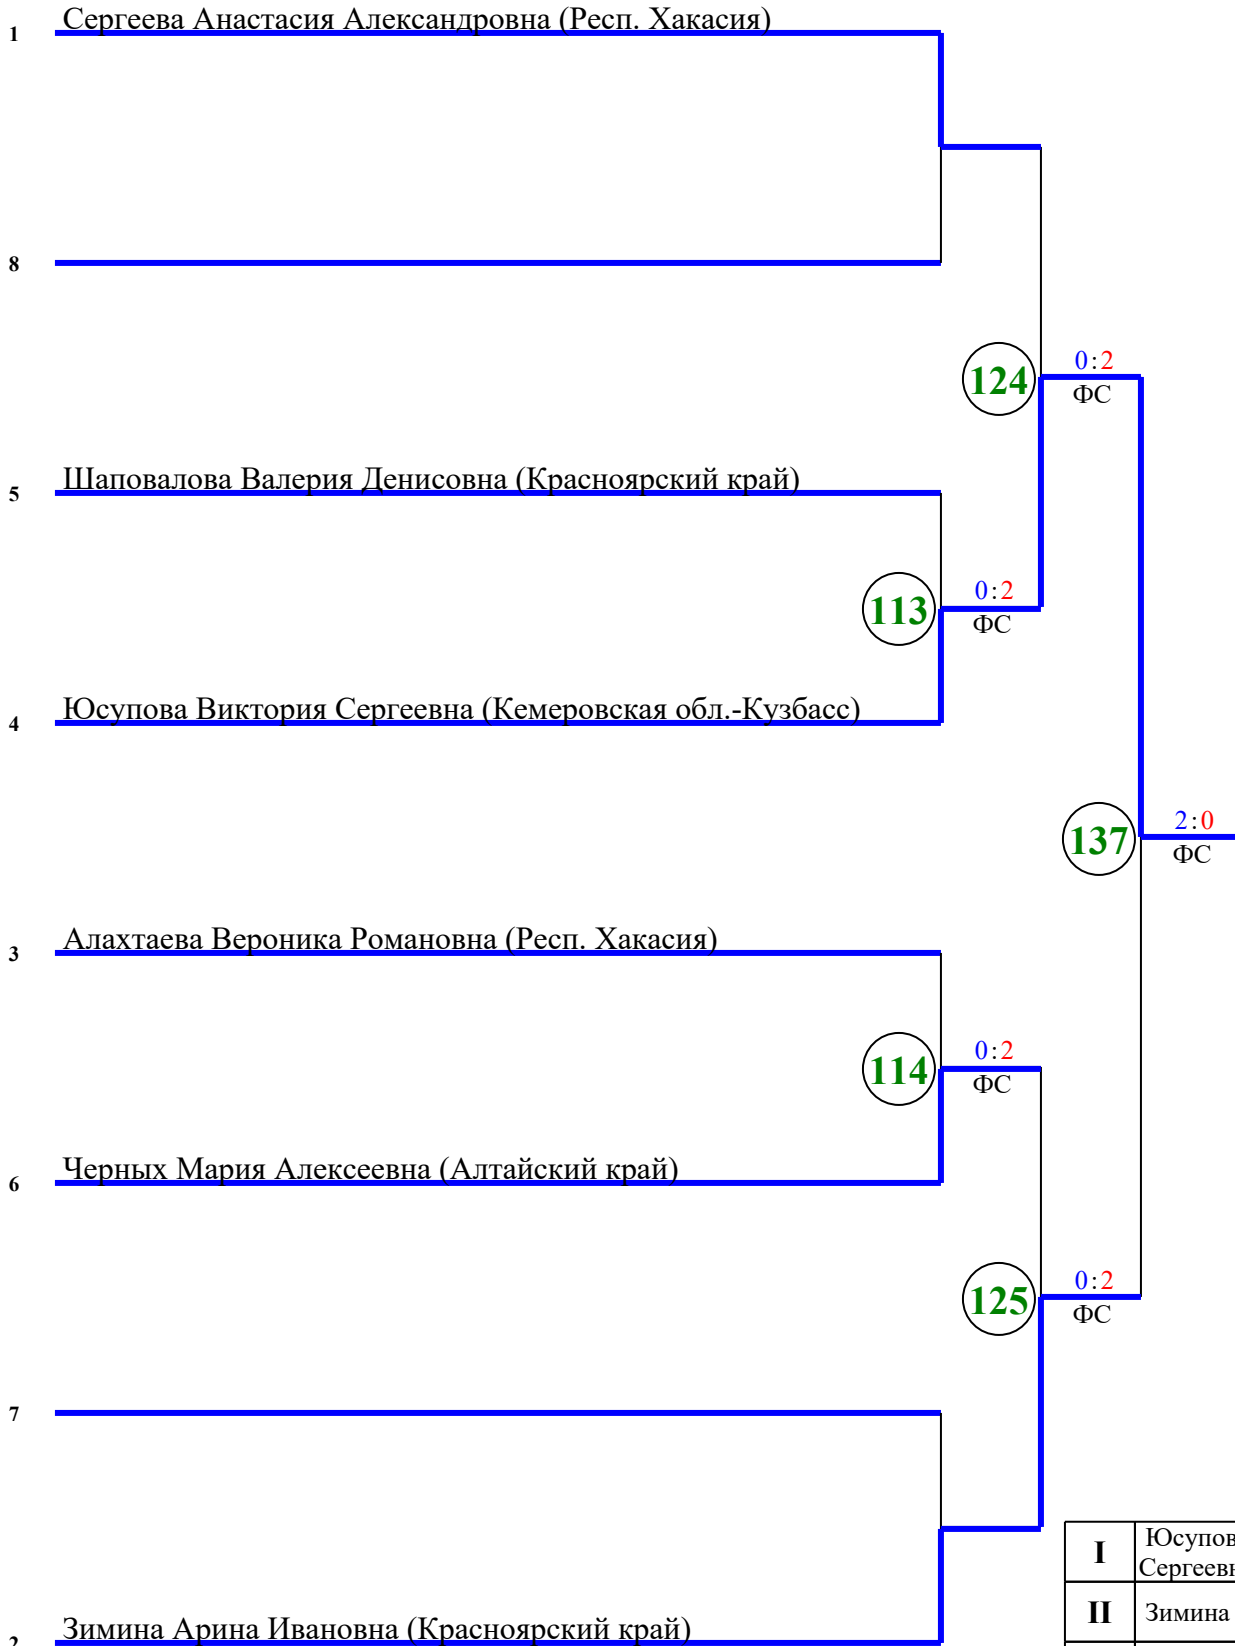 Сергеева Анастасия Александровна (Респ. Хакасия)
1
8
0:2
124
ФС
Шаповалова Валерия Денисовна (Красноярский край)
5
0:2
113
ФС
Юсупова Виктория Сергеевна (Кемеровская обл.-Кузбасс)
4
2:0
137
ФС
Алахтаева Вероника Романовна (Респ. Хакасия)
3
0:2
114
ФС
Черных Мария Алексеевна (Алтайский край)
6
0:2
125
ФС
7
I
Юсупов
Сергеевн
II
Зимина
Зимина Арина Ивановна (Красноярский край)
2